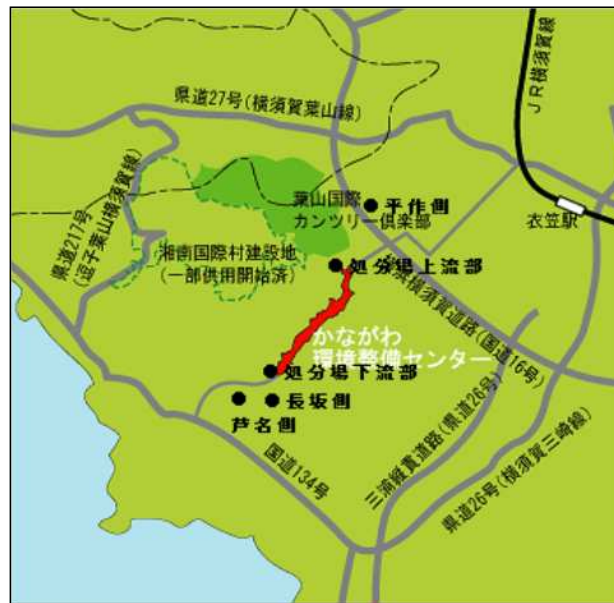 県道27号(横須賀葉山線)
JR横須賀線
県道217号
(逗子葉山横須賀線)
葉山国際
カンツリー倶楽部
平作側
衣笠駅
湘南国際村建設地
(一部供用開始済)
処分場上流部
横浜横須賀道路(国道16号)
かながわ
環境整備センター
処分場下流部
長坂側
芦名側
国道134号
三浦縦貫道路(県道26号)
県道26号(横須賀三崎線)